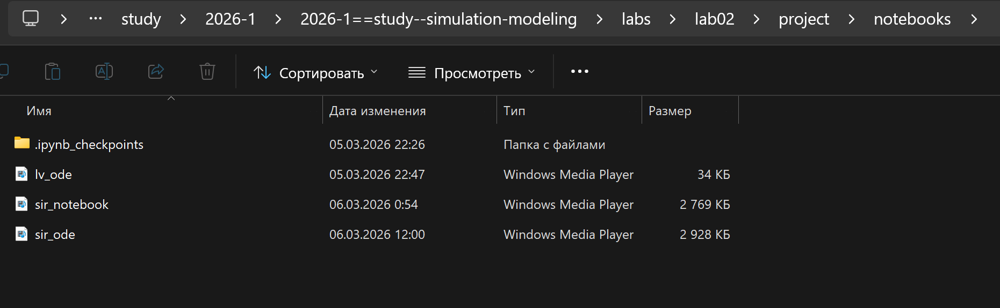 ... study > 2026-1 > 2026-1==study--simulation-modeling > labs > lab02 > project > notebooks >
Сортировать Просмотреть ...
Имя Дата изменения Тип Размер
.ipynb_checkpoints 05.03.2026 22:26 Папка с файлами
lv_ode 05.03.2026 22:47 Windows Media Player 34 КБ
sir_notebook 06.03.2026 0:54 Windows Media Player 2 769 КБ
sir_ode 06.03.2026 12:00 Windows Media Player 2 928 КБ